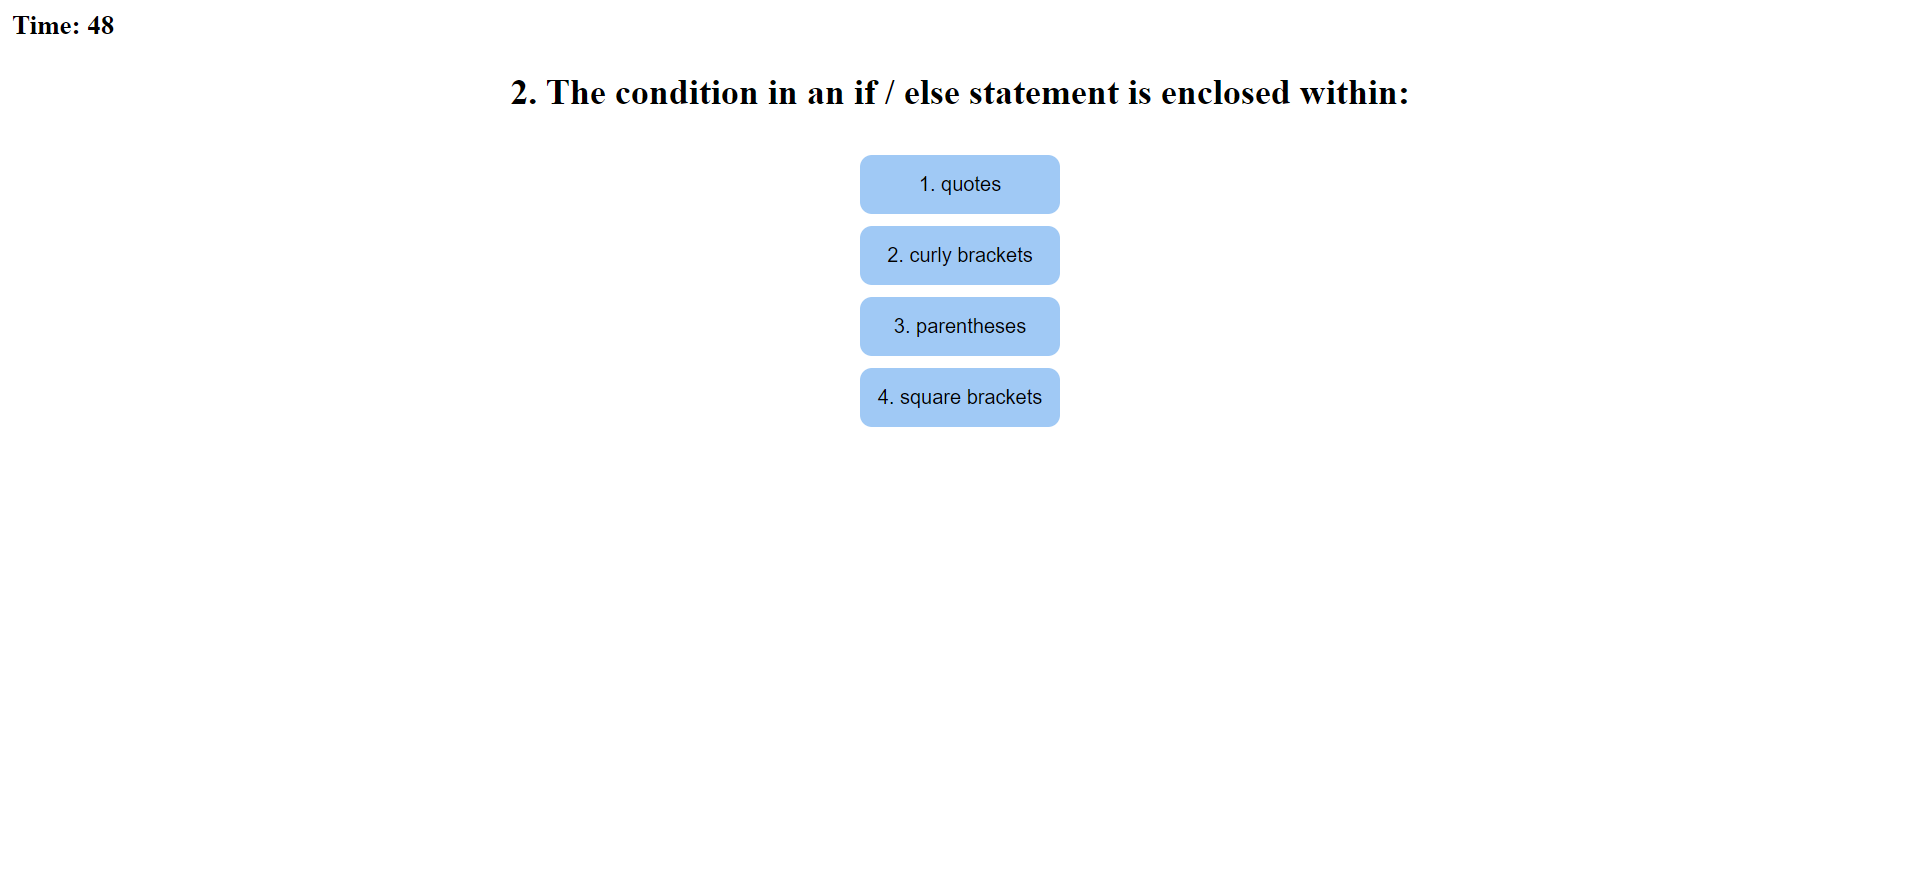 Time: 48
2. The condition in an if / else statement is enclosed within:
1. quotes
2. curly brackets
3. parentheses
4. square brackets